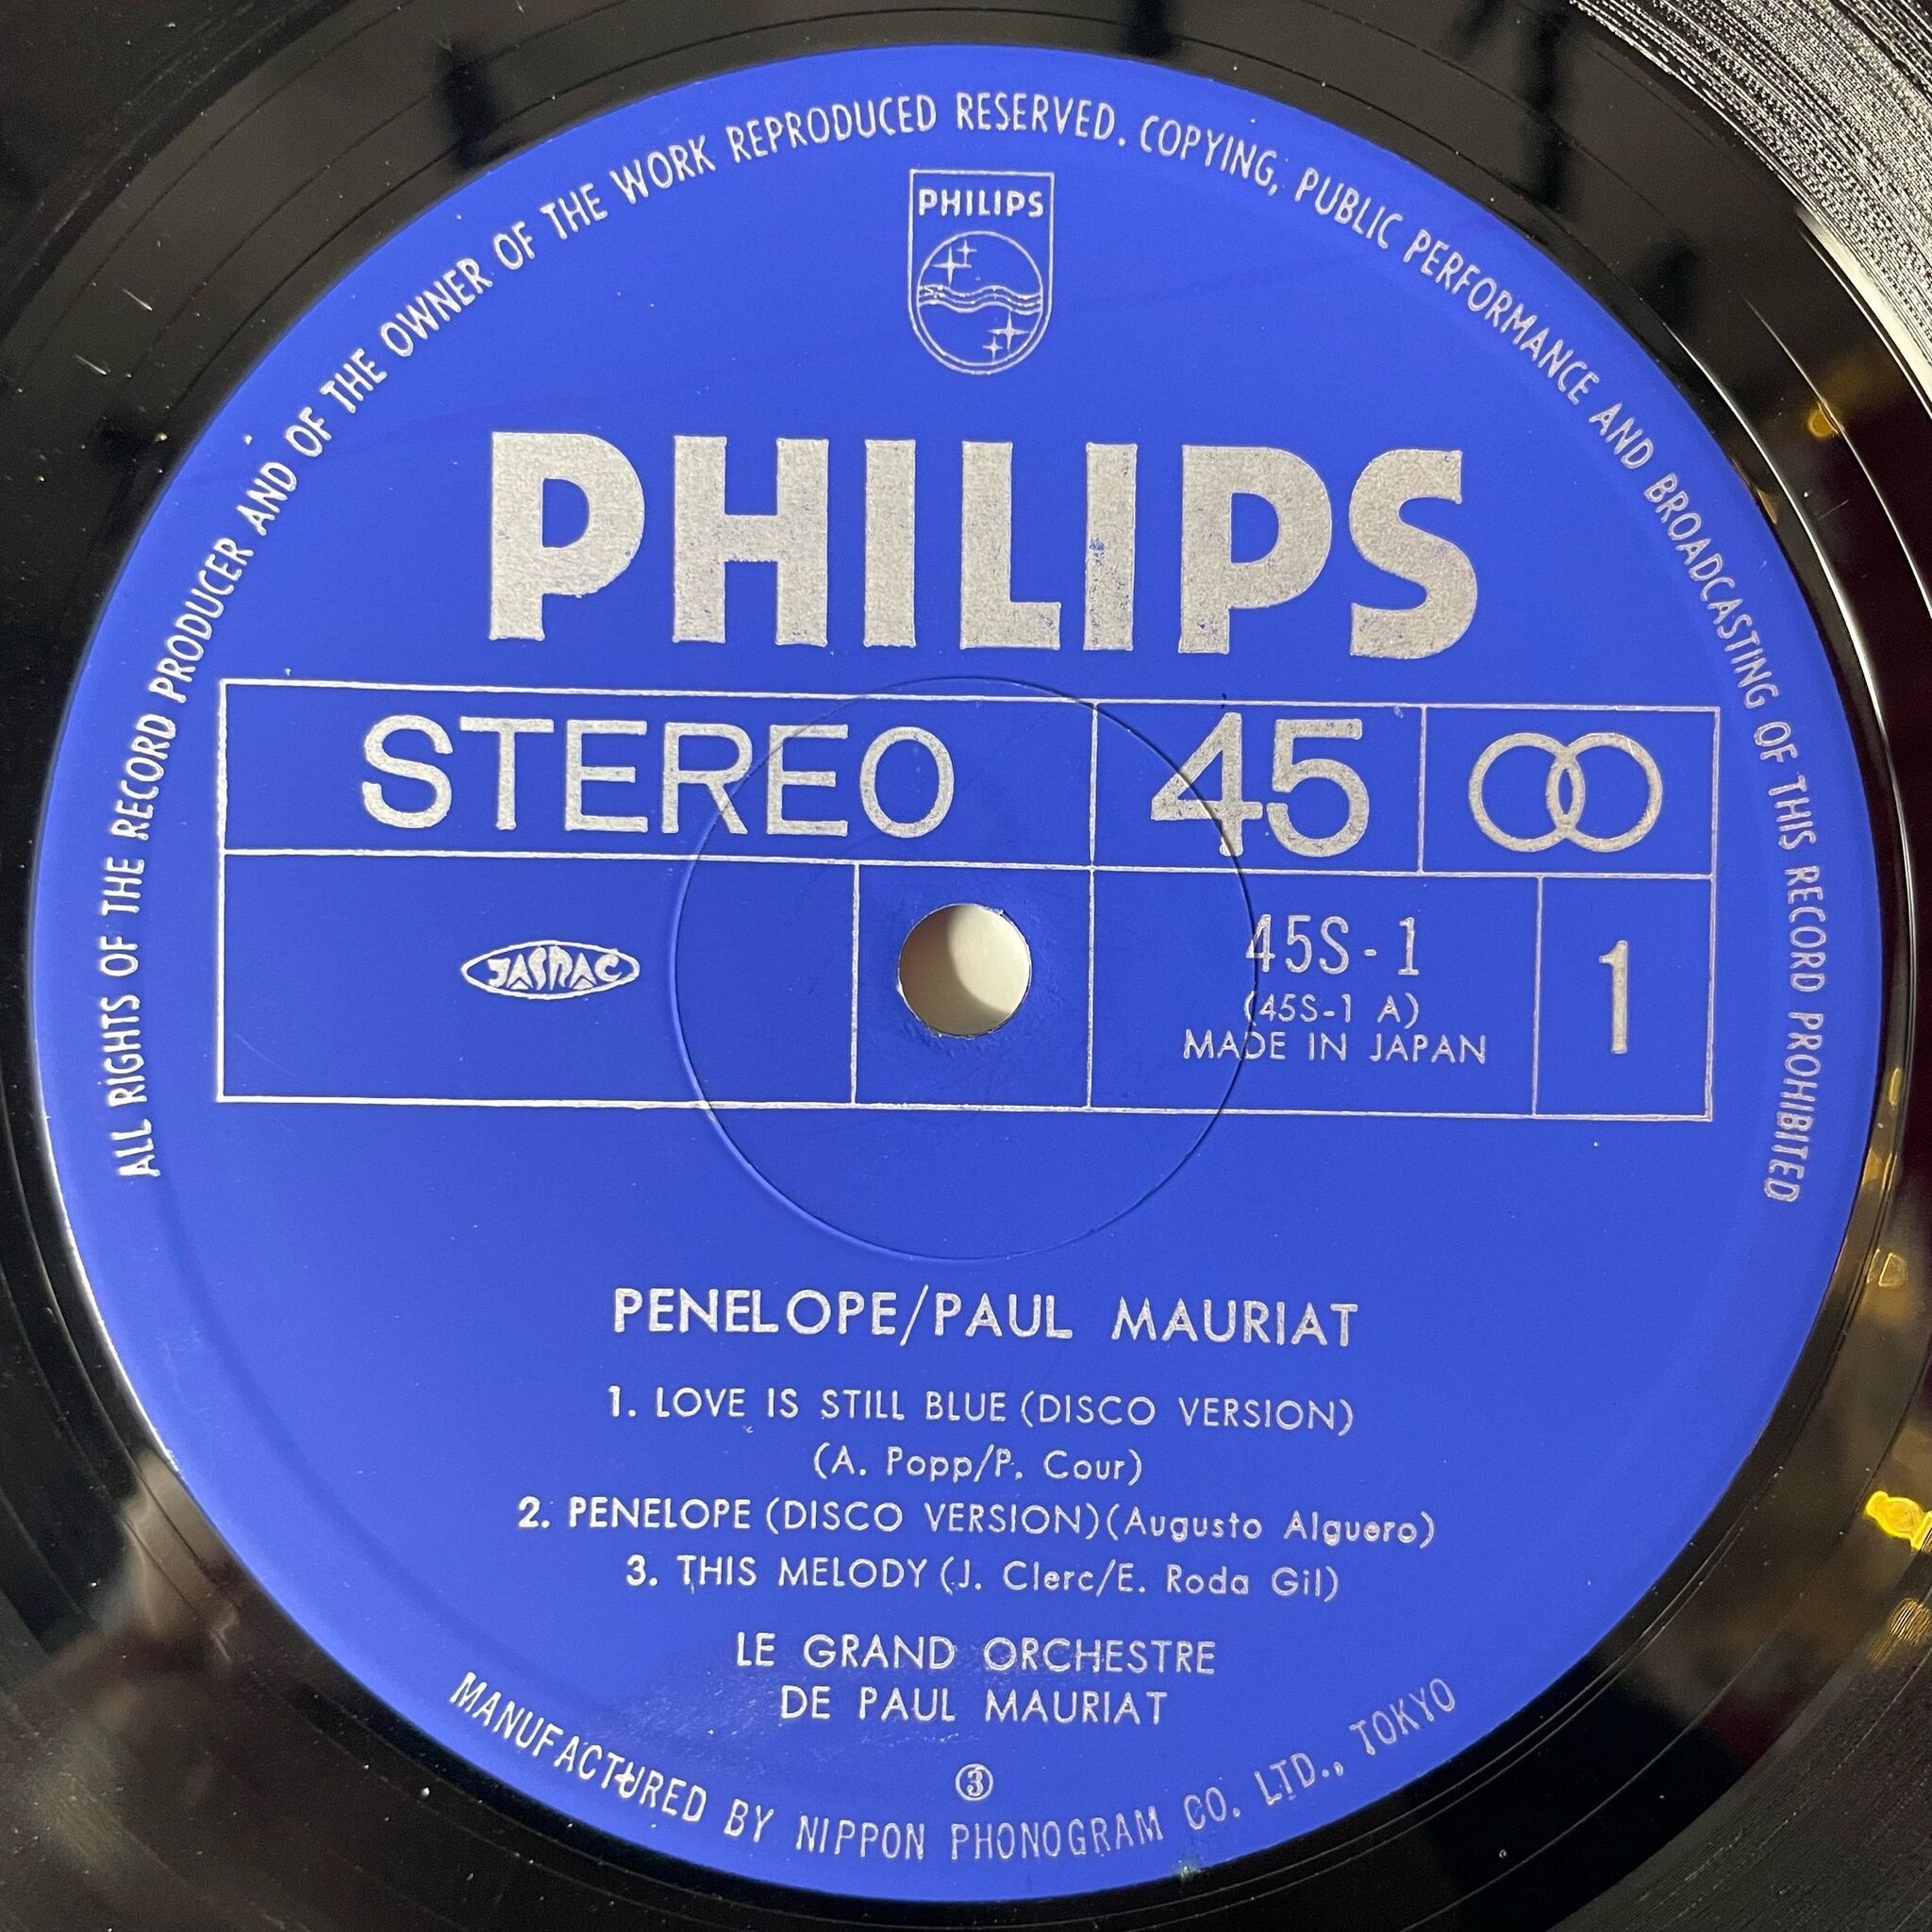 ALL RIGHTS OF THE RECORD PRODUCER AND OF THE OWNER OF THE WORK REPRODUCED RESERVED. COPYING, PUBLIC PERFORMANCE AND BROADCASTING OF THIS RECORD PROHIBITED
PHILIPS
PHILIPS
STEREO 45
JASRAC
45S-1
(45S-1 A)
MADE IN JAPAN
1
PENELOPE/PAUL MAURIAT
1. LOVE IS STILL BLUE (DISCO VERSION)
(A. Popp/P. Cour)
2. PENELOPE (DISCO VERSION) (Augusto Alguero)
3. THIS MELODY (J. Clerc/E. Roda Gil)
LE GRAND ORCHESTRE
DE PAUL MAURIAT
③
MANUFACTURED BY NIPPON PHONOGRAM CO. LTD., TOKYO